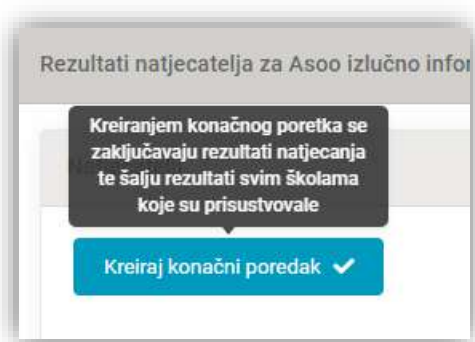 Rezultati natjecatelja za Asoo izlučno
Kreiranjem konačnog poretka se
zaključavaju rezultati natjecanja
te šalju rezultati svim školama
koje su prisustvovale
Kreiraj konačni poredak